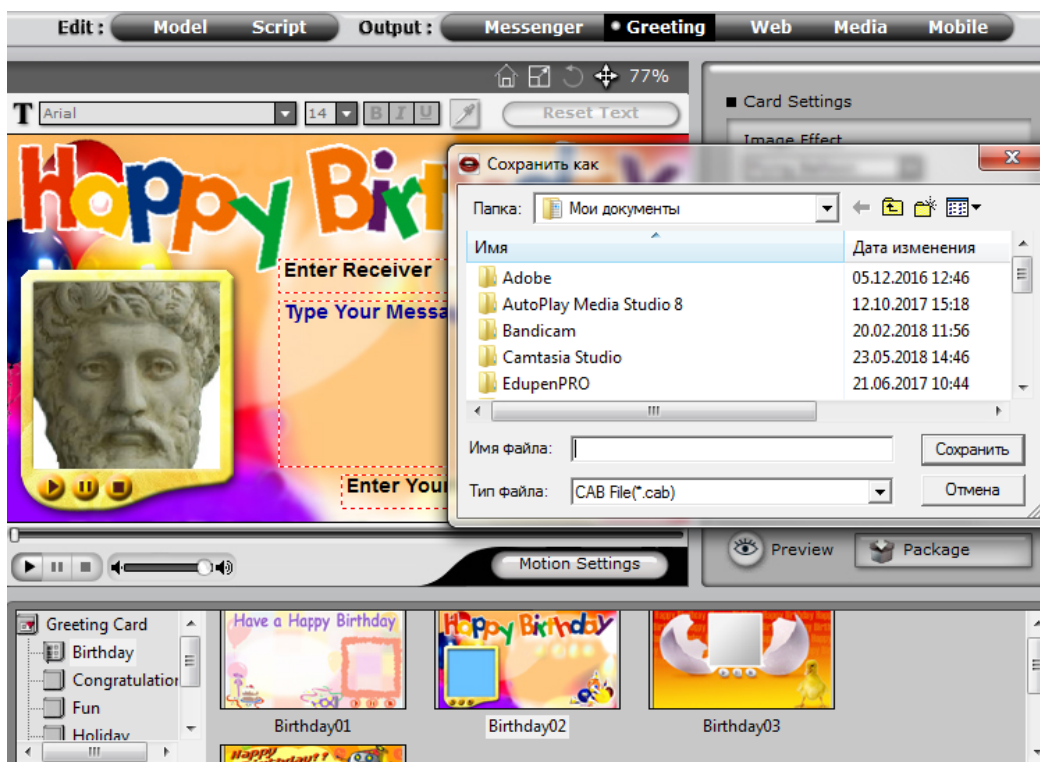 Edit : Model Script Output : Messenger Greeting Web Media Mobile
77%
T Arial 14 B I U Reset Text
Card Settings
Image Effect
Happy Birt
Enter Receiver
Type Your Messa
Enter Your
Сохранить как
Папка: Мои документы
Имя Дата изменения
Adobe 05.12.2016 12:46
AutoPlay Media Studio 8 12.10.2017 15:18
Bandicam 20.02.2018 11:56
Camtasia Studio 23.05.2018 14:46
EdupenPRO 21.06.2017 10:44
Имя файла: Сохранить
Тип файла: CAB File(*.cab) Отмена
Motion Settings
Preview Package
Greeting Card
Birthday
Congratulation
Fun
Holiday
Have a Happy Birthday
Happy Birthday
Birthday01 Birthday02 Birthday03
Happy